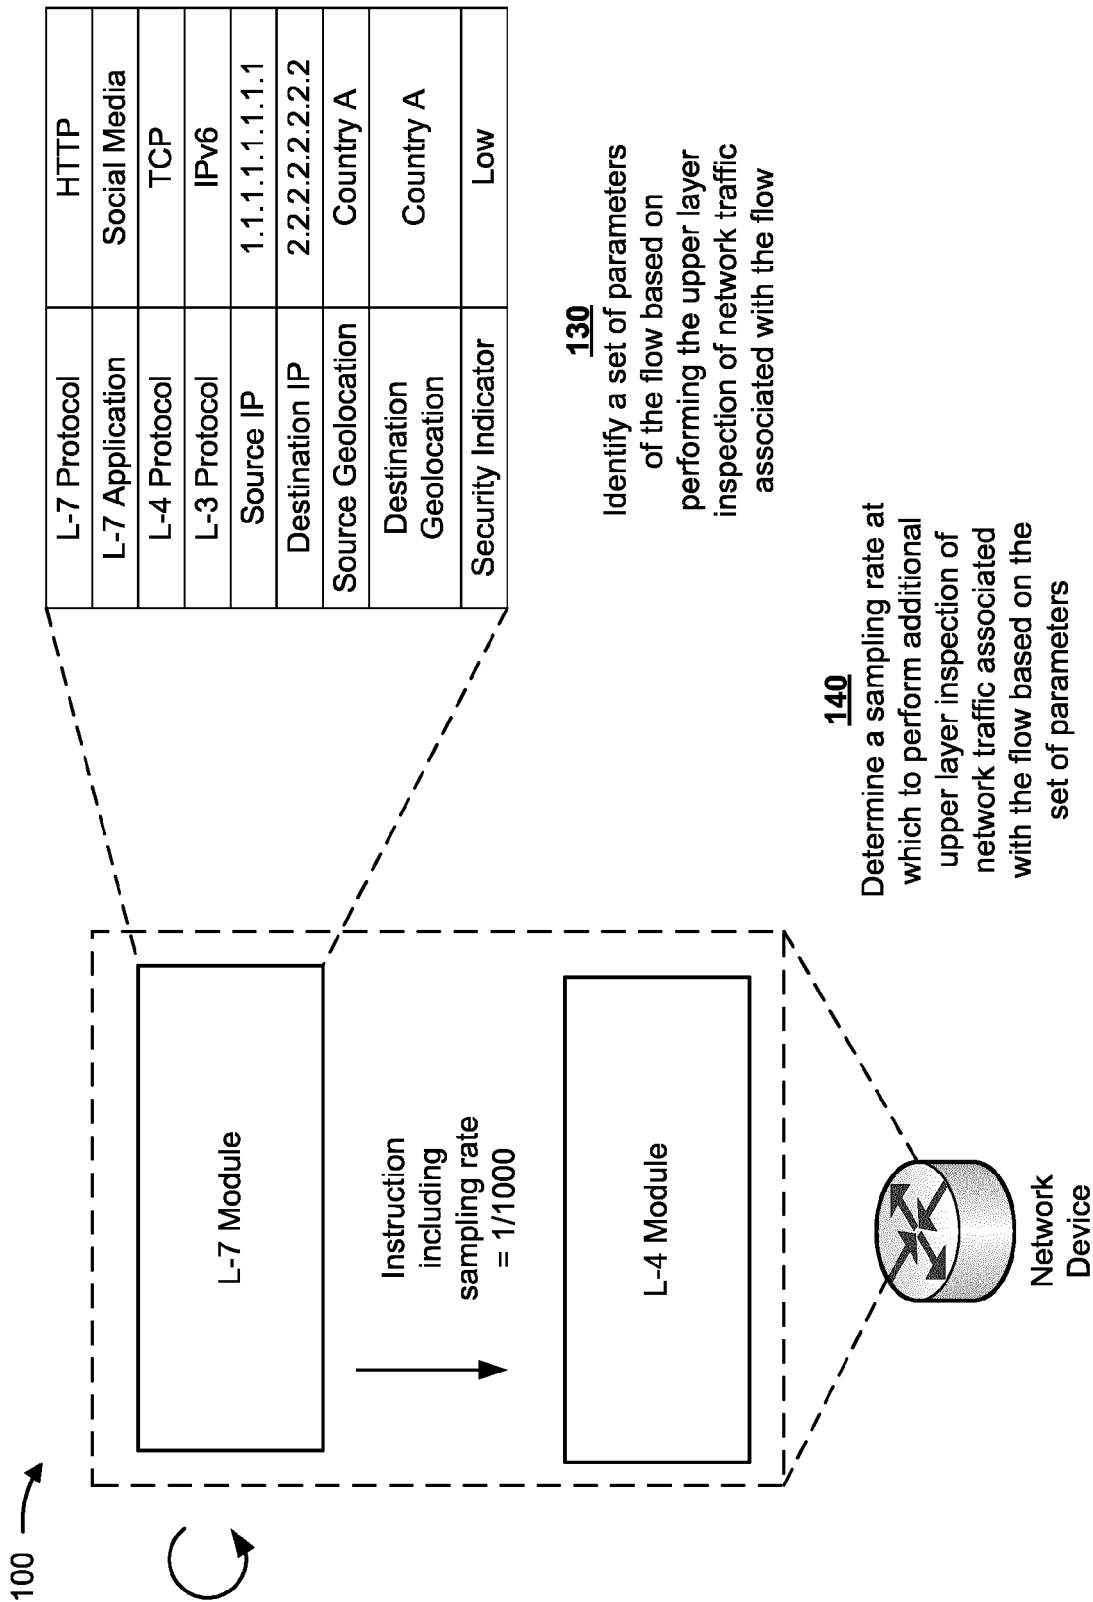 100
L-7 Module
Instruction
including
sampling rate
= 1/1000
L-4 Module
Network
Device
L-7 Protocol HTTP
L-7 Application Social Media
L-4 Protocol TCP
L-3 Protocol IPv6
Source IP 1.1.1.1.1.1.1.1
Destination IP 2.2.2.2.2.2.2.2
Source Geolocation Country A
Destination
Geolocation
Country A
Security Indicator Low
130
Identify a set of parameters
of the flow based on
performing the upper layer
inspection of network traffic
associated with the flow
140
Determine a sampling rate at
which to perform additional
upper layer inspection of
network traffic associated
with the flow based on the
set of parameters